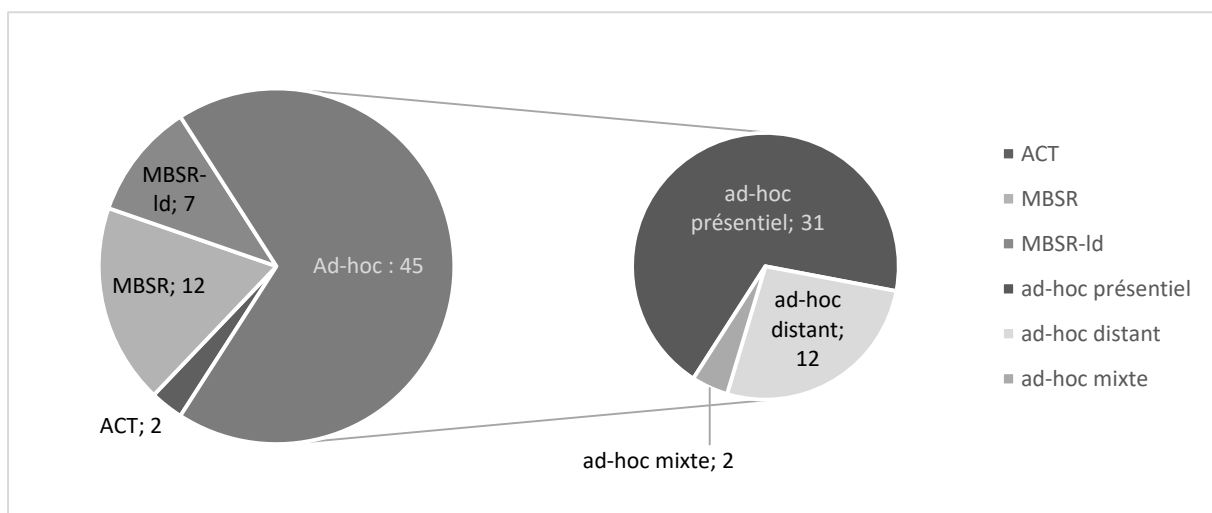 MBSR-
ld; 7
MBSR; 12
ACT; 2
Ad-hoc : 45
ad-hoc
présentiel; 31
ad-hoc
distant;
12
ad-hoc mixte; 2
ACT
MBSR
MBSR-ld
ad-hoc présentiel
ad-hoc distant
ad-hoc mixte